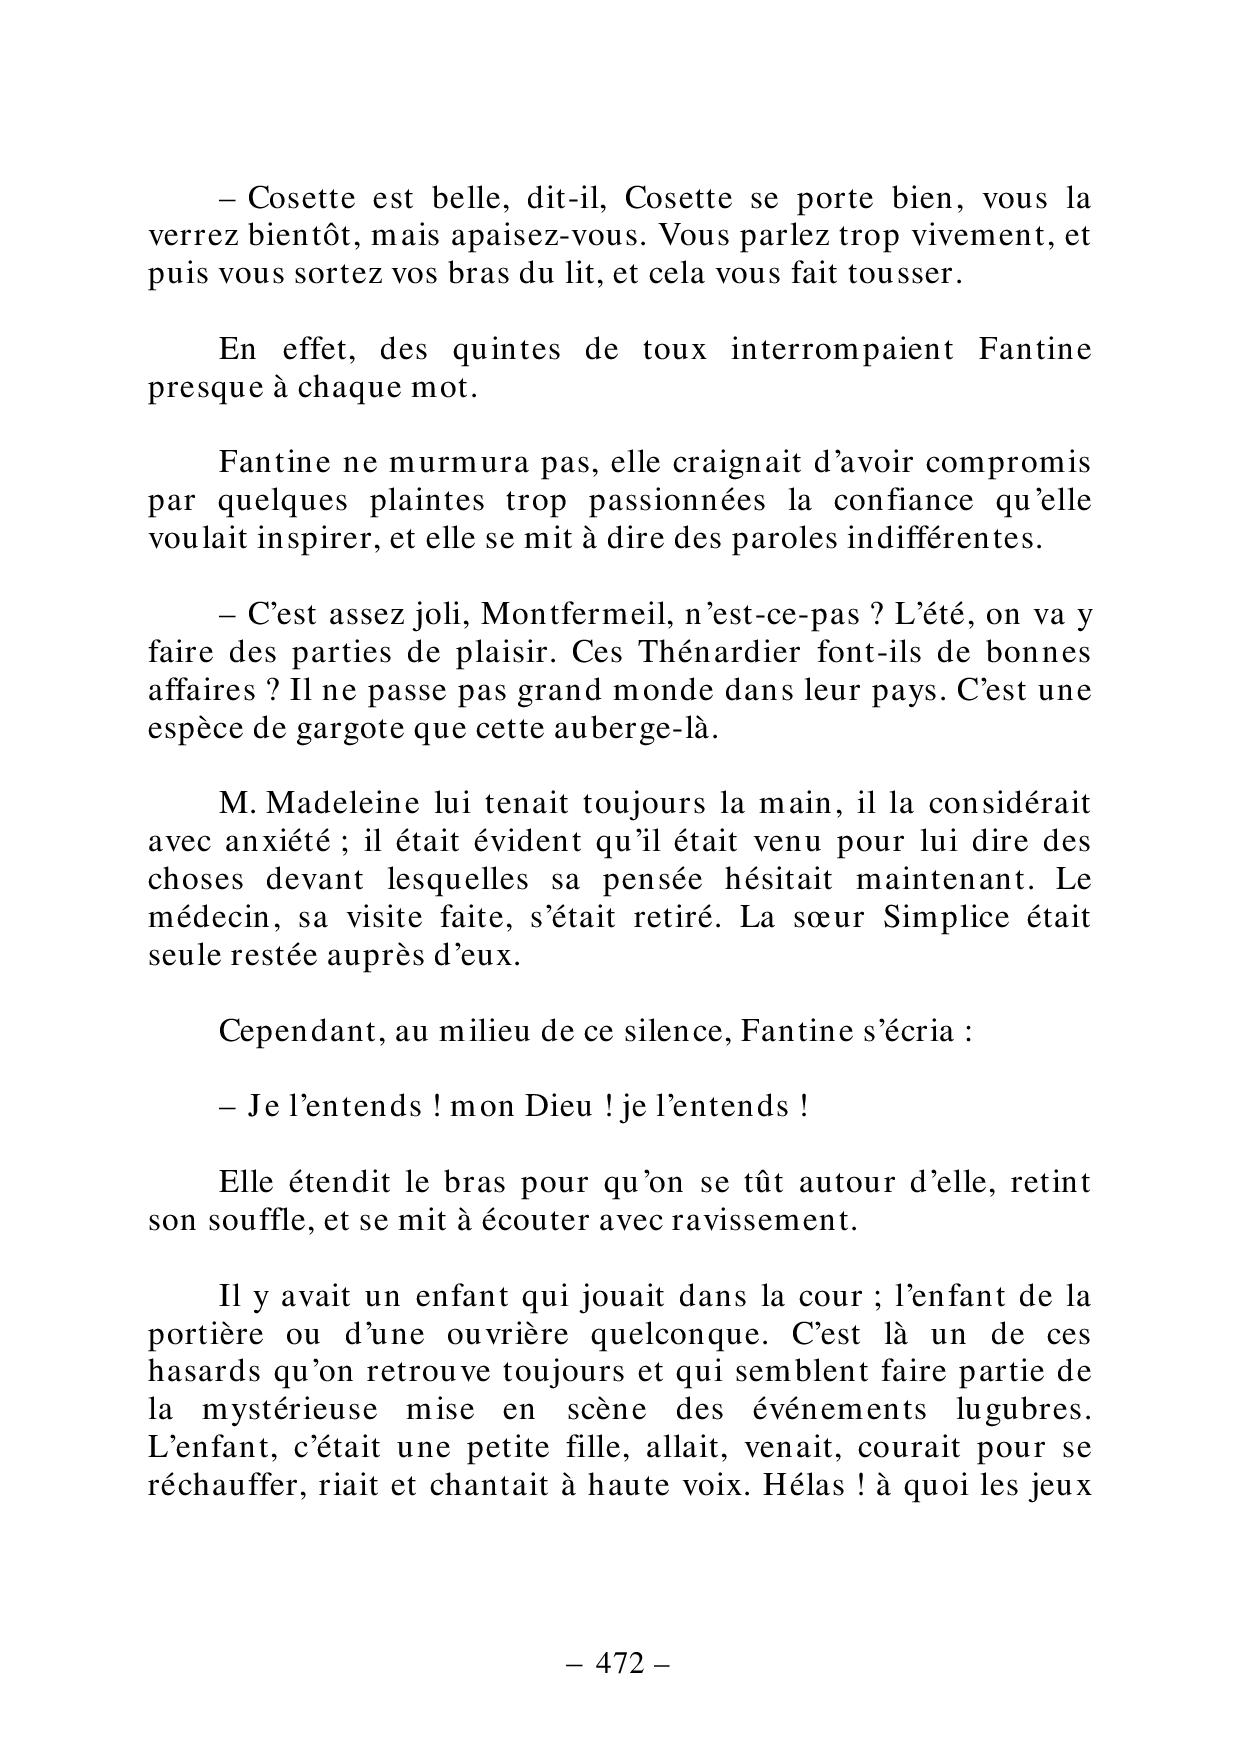 – Cosette est belle, dit-il, Cosette se porte bien, vous la
verrez bientôt, mais apaisez-vous. Vous parlez trop vivement, et
puis vous sortez vos bras du lit, et cela vous fait tousser.
En effet, des quintes de toux interrompaient Fantine
presque à chaque mot.
Fantine ne murmura pas, elle craignait d’avoir compromis
par quelques plaintes trop passionnées la confiance qu’elle
voulait inspirer, et elle se mit à dire des paroles indifférentes.
– C’est assez joli, Montfermeil, n’est-ce-pas ? L’été, on va y
faire des parties de plaisir. Ces Thénardier font-ils de bonnes
affaires ? Il ne passe pas grand monde dans leur pays. C’est une
espèce de gargote que cette auberge-là.
M. Madeleine lui tenait toujours la main, il la considérait
avec anxiété ; il était évident qu’il était venu pour lui dire des
choses devant lesquelles sa pensée hésitait maintenant. Le
médecin, sa visite faite, s’était retiré. La sœur Simplice était
seule restée auprès d’eux.
Cependant, au milieu de ce silence, Fantine s’écria :
– Je l’entends ! mon Dieu ! je l’entends !
Elle étendit le bras pour qu’on se tût autour d’elle, retint
son souffle, et se mit à écouter avec ravissement.
Il y avait un enfant qui jouait dans la cour ; l’enfant de la
portière ou d’une ouvrière quelconque. C’est là un de ces
hasards qu’on retrouve toujours et qui semblent faire partie de
la mystérieuse mise en scène des événements lugubres.
L’enfant, c’était une petite fille, allait, venait, courait pour se
réchauffer, riait et chantait à haute voix. Hélas ! à quoi les jeux
– 472 –